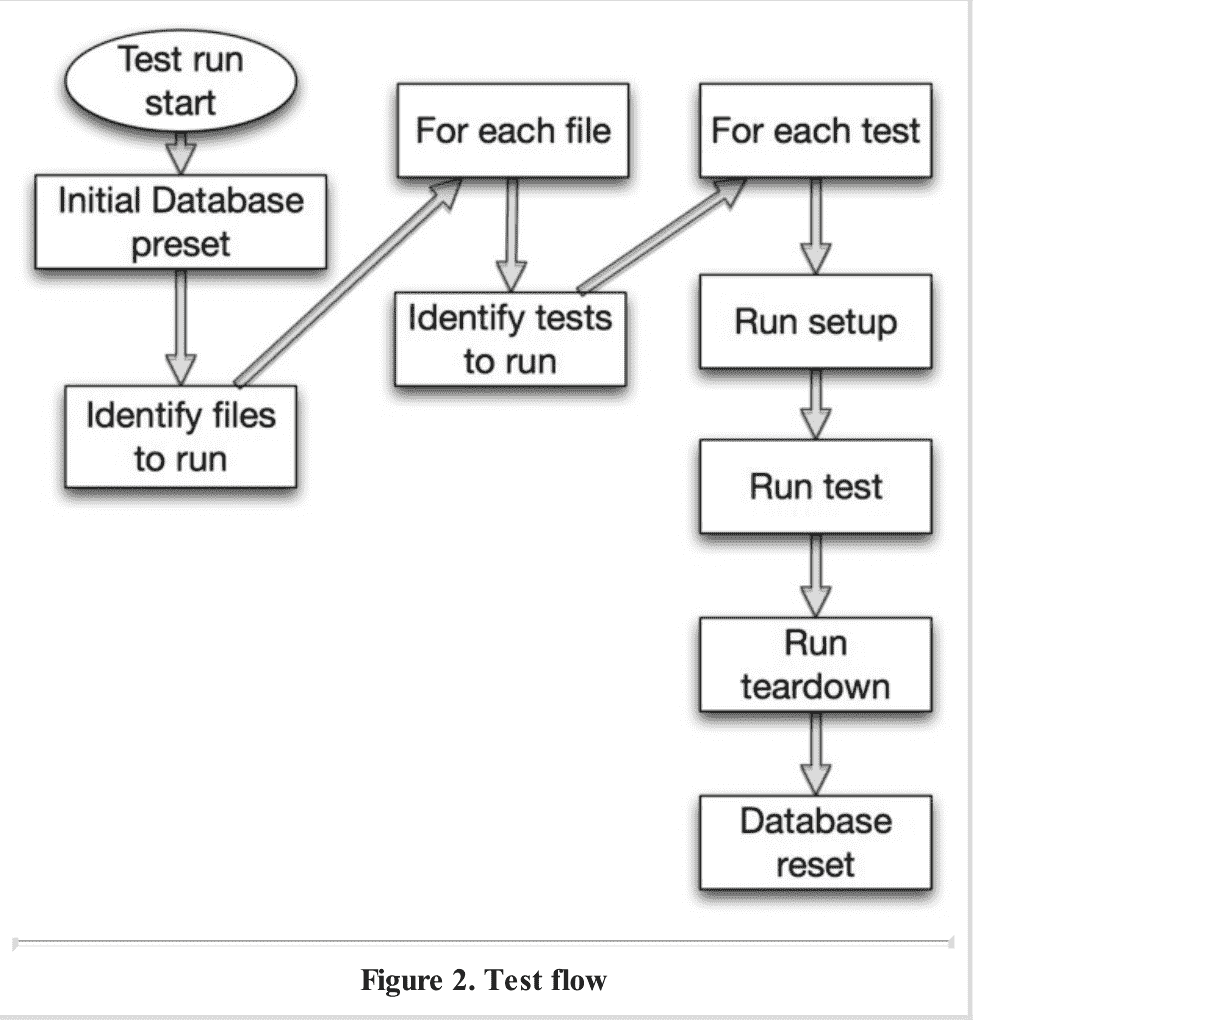 Test run
start
Initial Database
preset
Identify files
to run
For each file
Identify tests
to run
For each test
Run setup
Run test
Run
teardown
Database
reset
Figure 2. Test flow